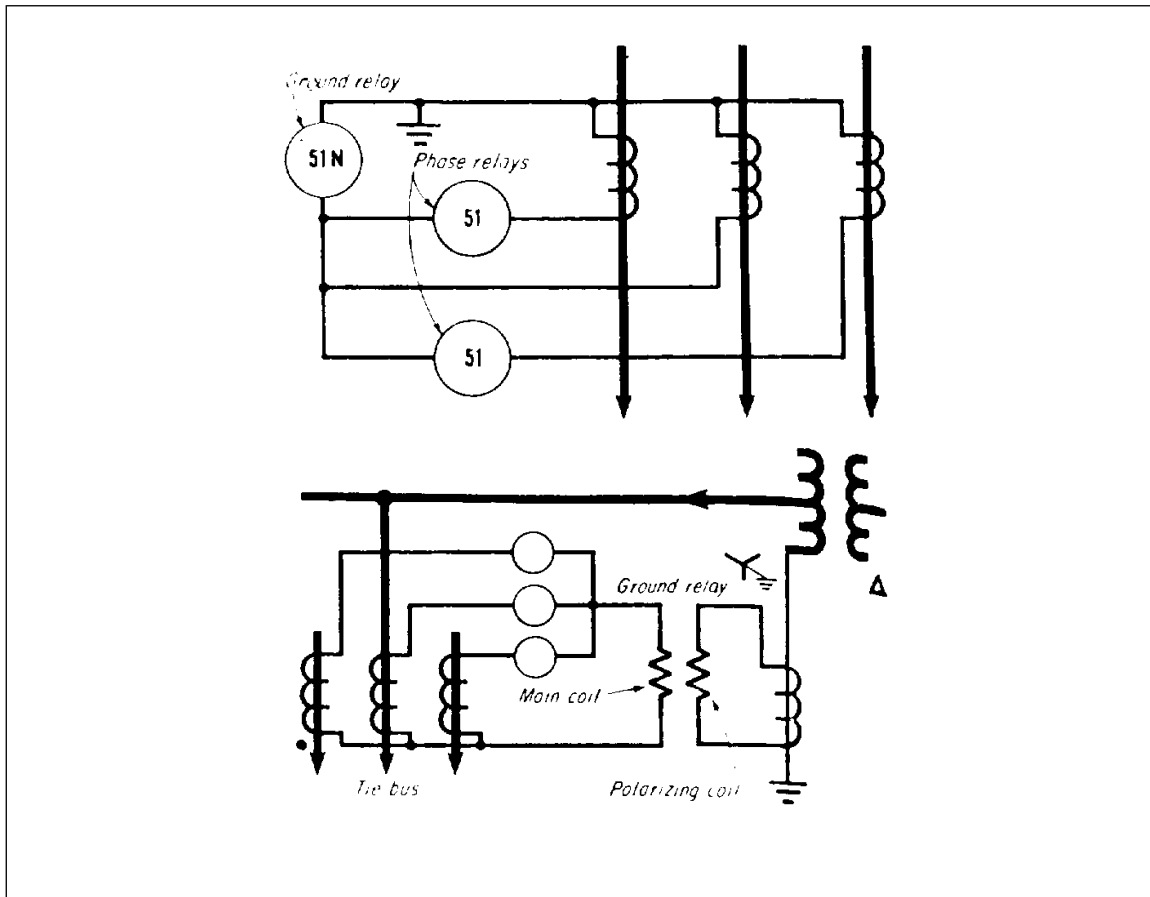 Ground relay
51N
Phase relays
51
51
Ground relay
Main coil
Δ
Tie bus
Polarizing coil